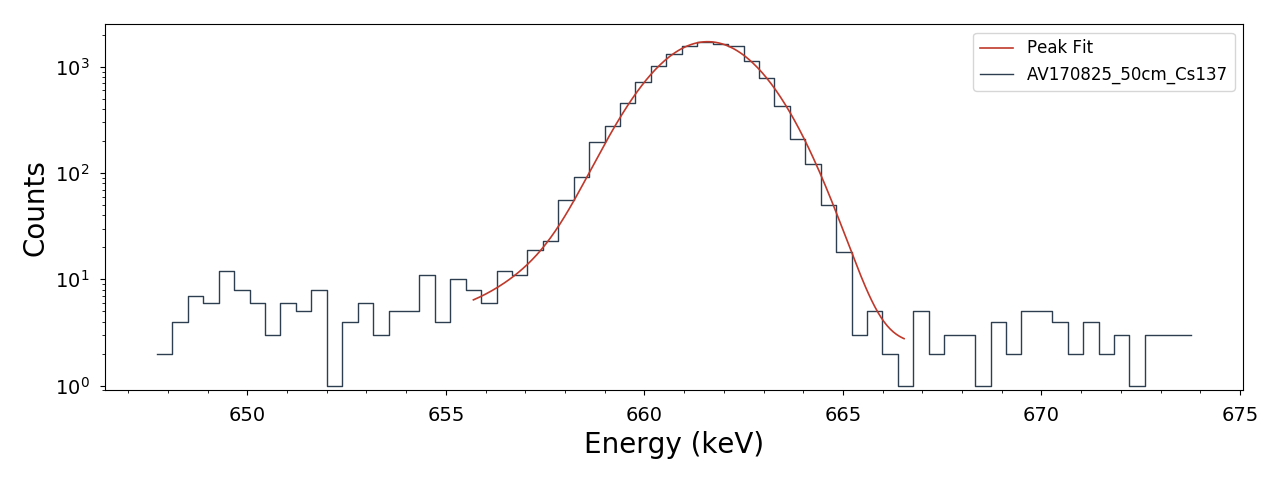 Counts
10³
10²
10¹
10⁰
Peak Fit
AV170825_50cm_Cs137
650 655 660 665 670 675
Energy (keV)